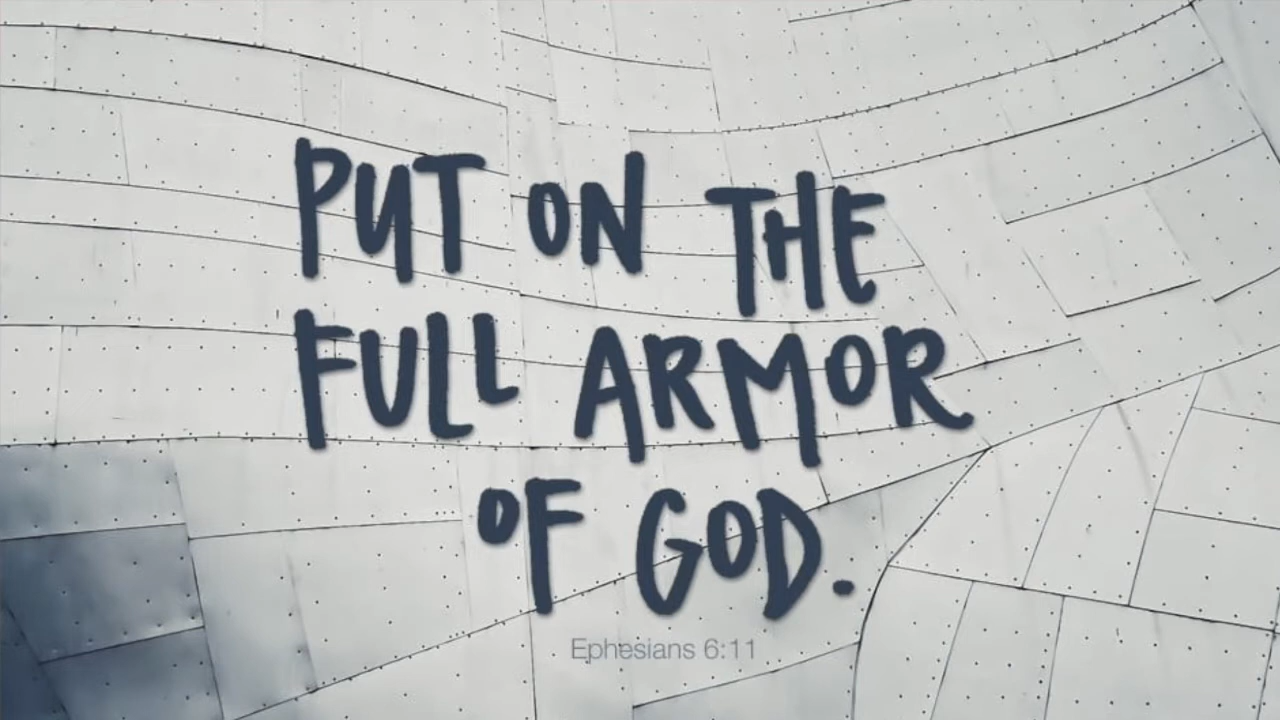 PUT ON THE
FULL ARMOR
OF GOD.
Ephesians 6:11